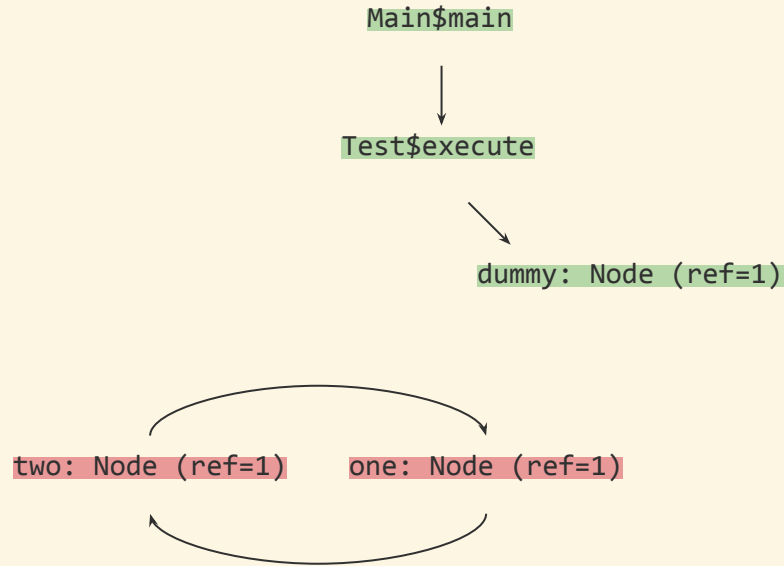 Main$main
Test$execute
dummy: Node (ref=1)
two: Node (ref=1) one: Node (ref=1)